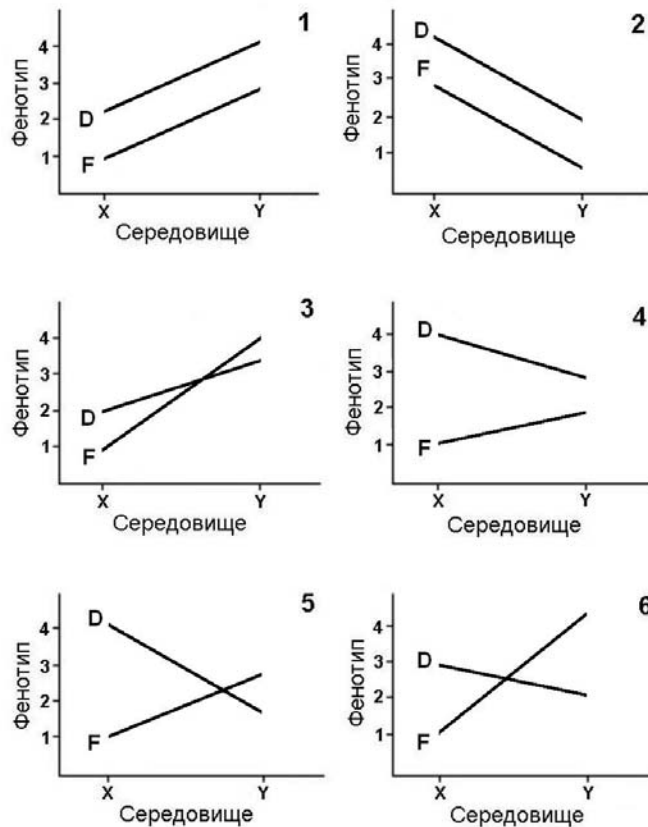 1
Фенотип
4
3
2
1
D
F
X
Y
Середовище
2
Фенотип
4
3
2
1
D
F
X
Y
Середовище
3
Фенотип
4
3
2
1
D
F
X
Y
Середовище
4
Фенотип
4
3
2
1
D
F
X
Y
Середовище
5
Фенотип
4
3
2
1
D
F
X
Y
Середовище
6
Фенотип
4
3
2
1
D
F
X
Y
Середовище